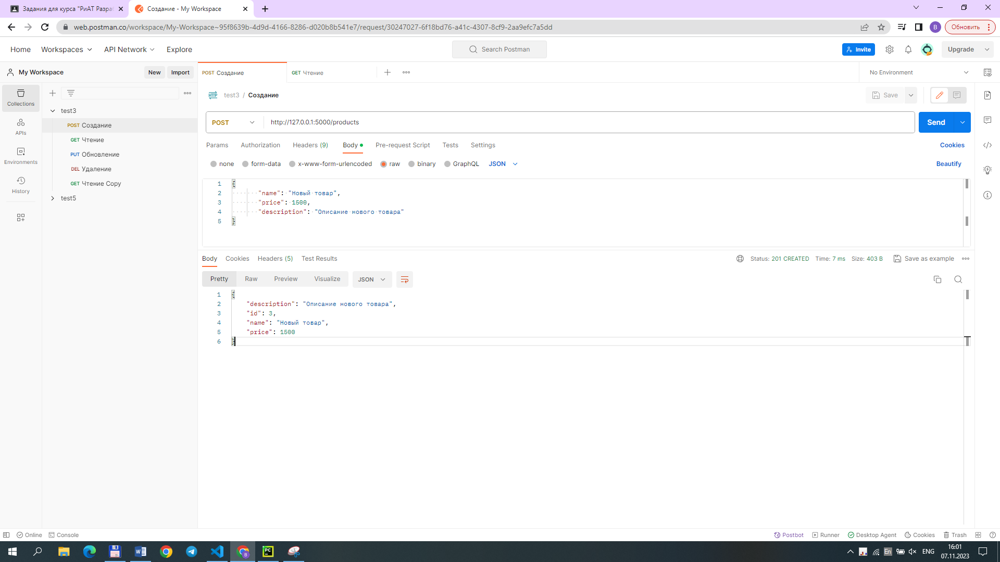 Задания для курса "РиАТ Разра
Создание - My Workspace
web.postman.co/workspace/My-Workspace~95f8639b-4d9d-4166-8286-d020b8b541e7/request/30247027-6f18bd76-a41c-4307-8cf9-2aa9efc7a5dd
B
Обновить
Home Workspaces API Network Explore
Search Postman
Invite
Upgrade
My Workspace
New Import
POST Создание
GET Чтение
No Environment
Collections
APIs
Environments
History
test3
POST Создание
GET Чтение
PUT Обновление
DEL Удаление
GET Чтение Copy
test5
HTTP test3 / Создание
Save
POST http://127.0.0.1:5000/products
Send
Params Authorization Headers (9) Body Pre-request Script Tests Settings
Cookies
none form-data x-www-form-urlencoded raw binary GraphQL JSON
Beautify
1 {
2 "name": "Новый товар",
3 "price": 1500,
4 "description": "Описание нового товара"
5 }
Body Cookies Headers (5) Test Results
Status: 201 CREATED Time: 7 ms Size: 403 B Save as example
Pretty Raw Preview Visualize JSON
1 {
2 "description": "Описание нового товара",
3 "id": 3,
4 "name": "Новый товар",
5 "price": 1500
6 }
Online Console
Postbot Runner Desktop Agent Cookies Trash
PC
B
En
ENG
16:01
07.11.2023